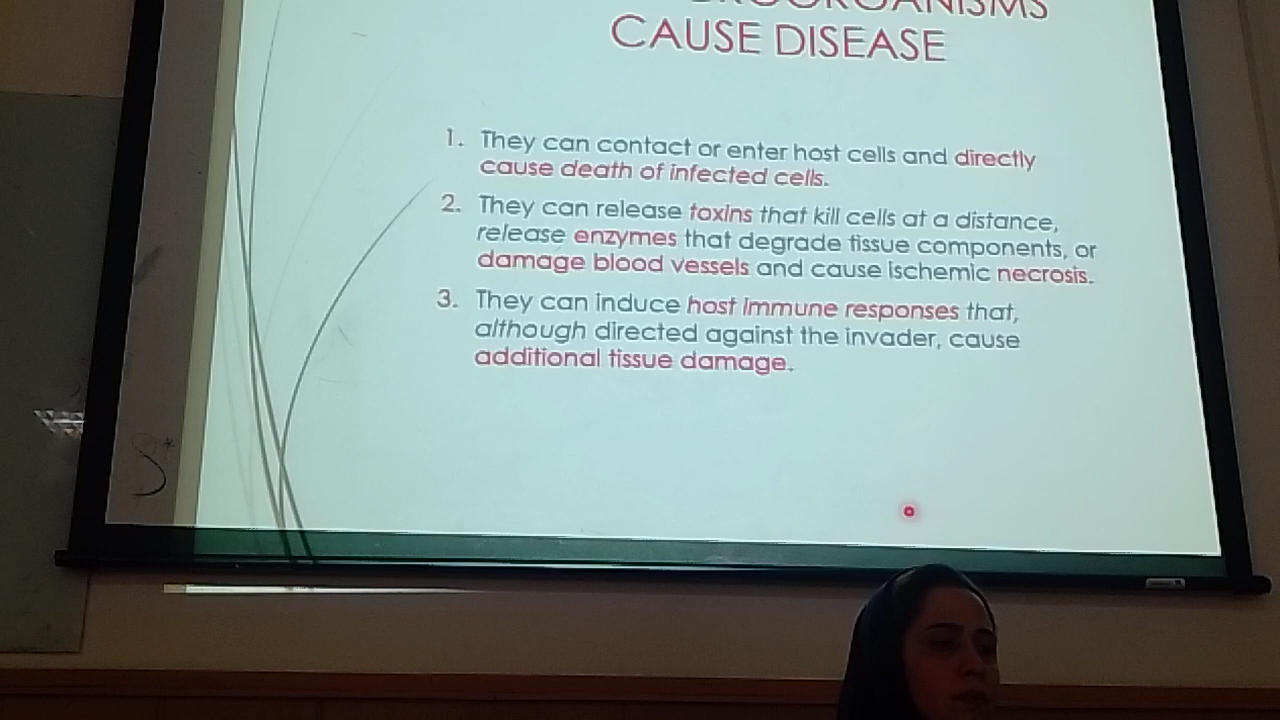 CAUSE DISEASE
1. They can contact or enter host cells and directly
cause death of infected cells.
2. They can release toxins that kill cells at a distance,
release enzymes that degrade tissue components, or
damage blood vessels and cause ischemic necrosis.
3. They can induce host immune responses that,
although directed against the invader, cause
additional tissue damage.